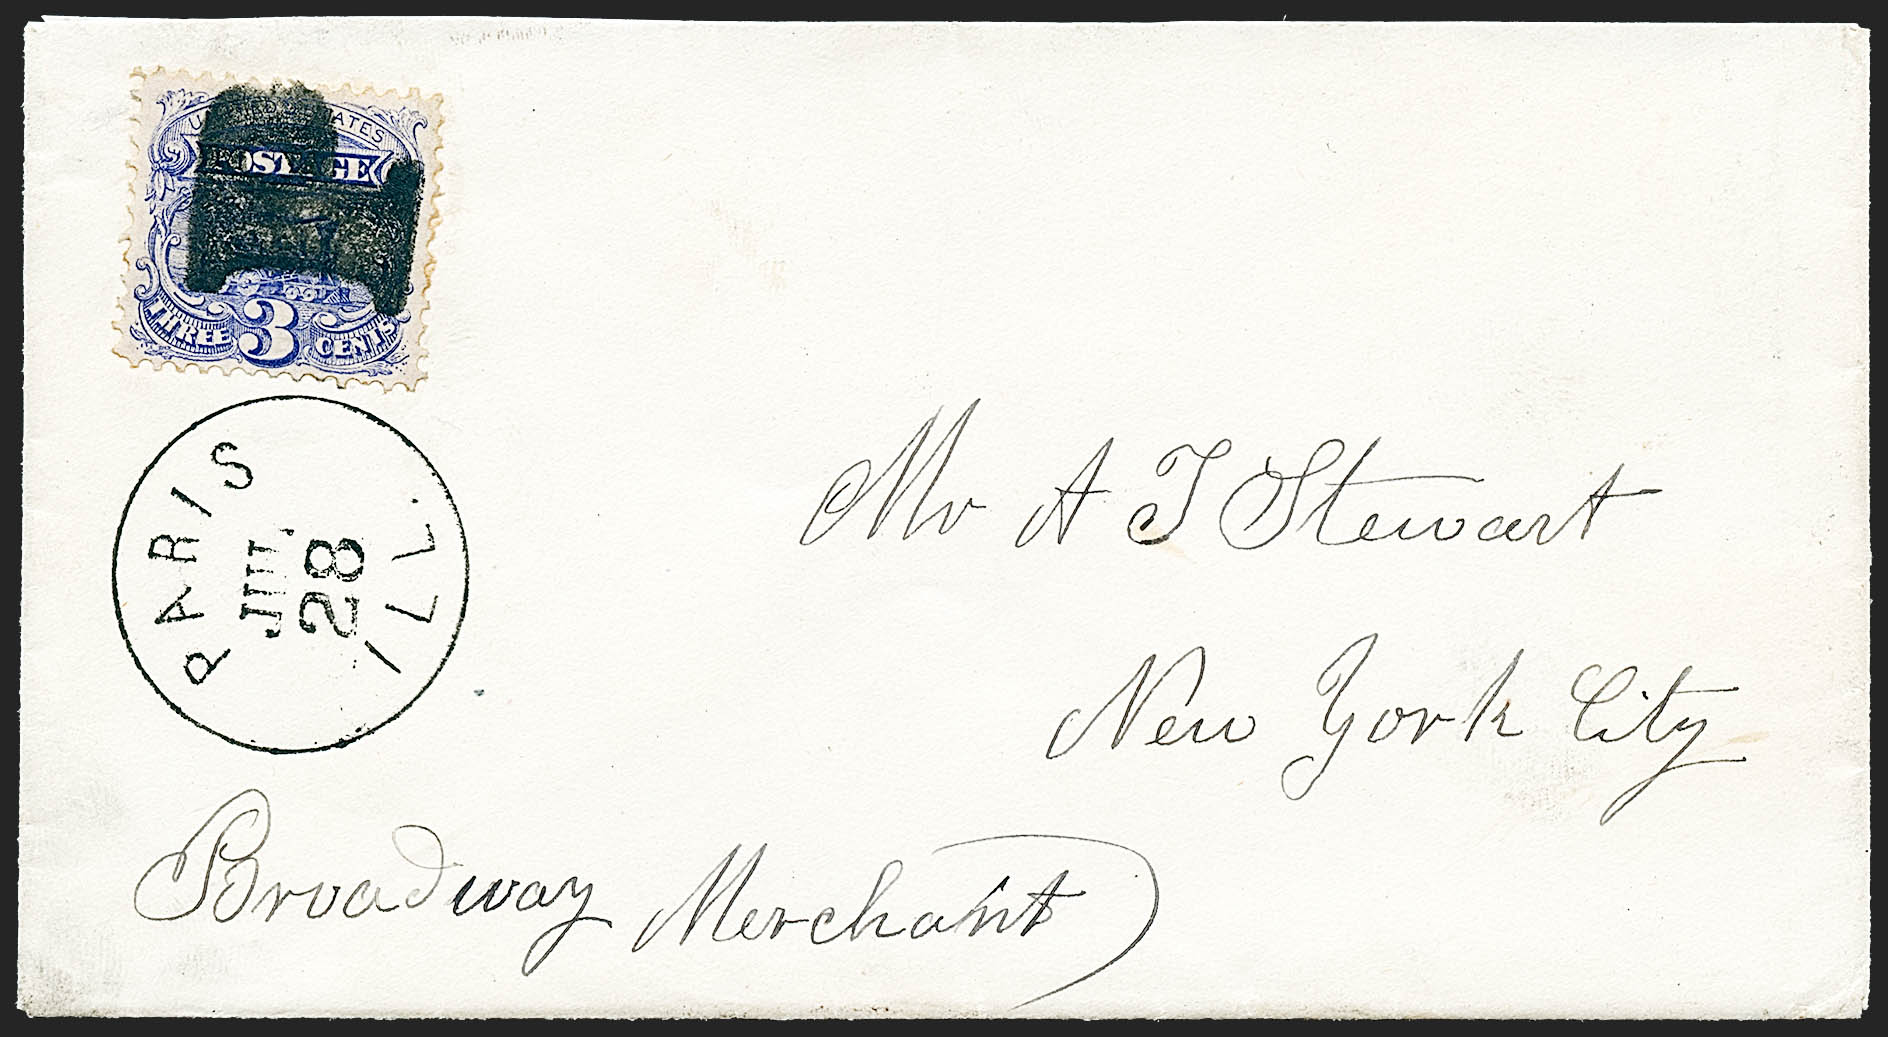 UNITED STATES
POSTAGE
THREE 3 CENTS
PARIS ILL.
JUL.
28
Mr A T Stewart
New York City
Broadway Merchant